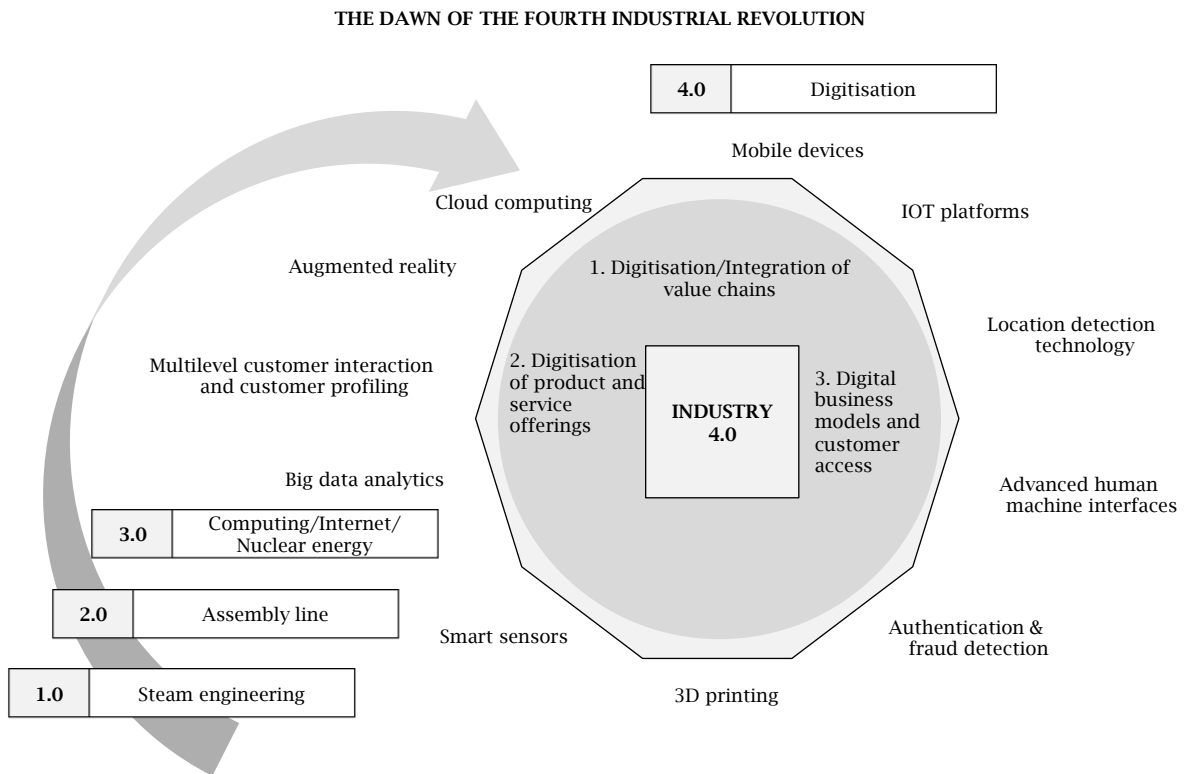 THE DAWN OF THE FOURTH INDUSTRIAL REVOLUTION
4.0 Digitisation
Mobile devices
Cloud computing
IOT platforms
Augmented reality
1. Digitisation/Integration of
value chains
Location detection
technology
Multilevel customer interaction
and customer profiling
2. Digitisation
of product and
service
offerings
INDUSTRY
4.0
3. Digital
business
models and
customer
access
Big data analytics
Advanced human
machine interfaces
3.0 Computing/Internet/
Nuclear energy
2.0 Assembly line
Smart sensors
Authentication &
fraud detection
1.0 Steam engineering
3D printing